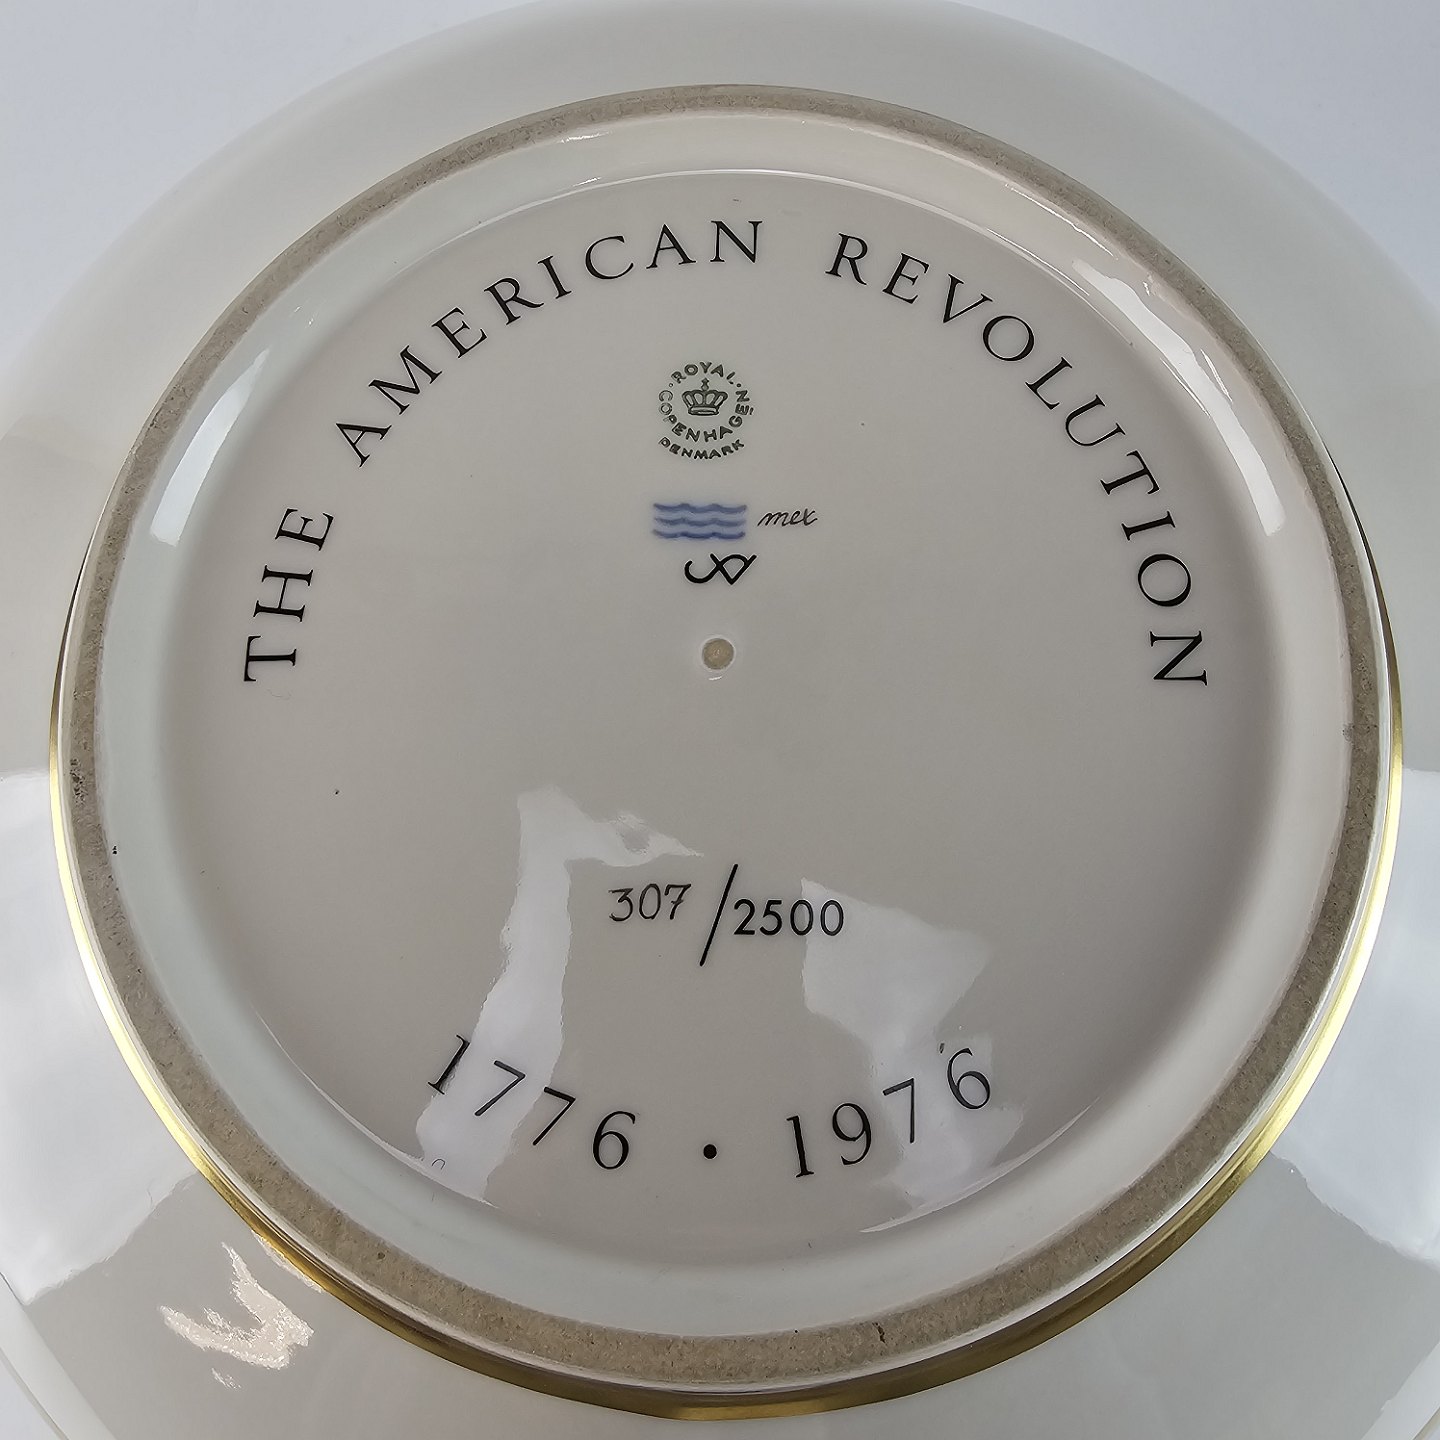 THE AMERICAN REVOLUTION
ROYAL
COPENHAGEN
DENMARK
mex
307/2500
1776 · 1976